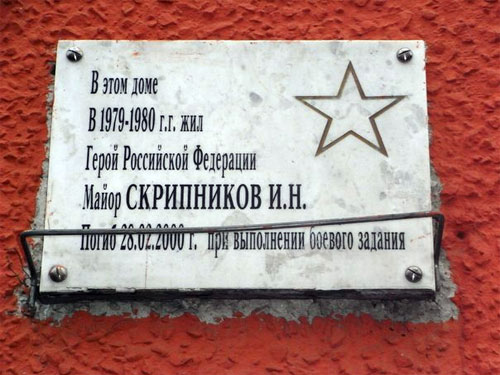 В этом доме
В 1979-1980 г.г. жил
Герой Российской Федерации
Майор СКРИПНИКОВ И.Н.
Погиб 28.02.2000 г. при выполнении боевого задания